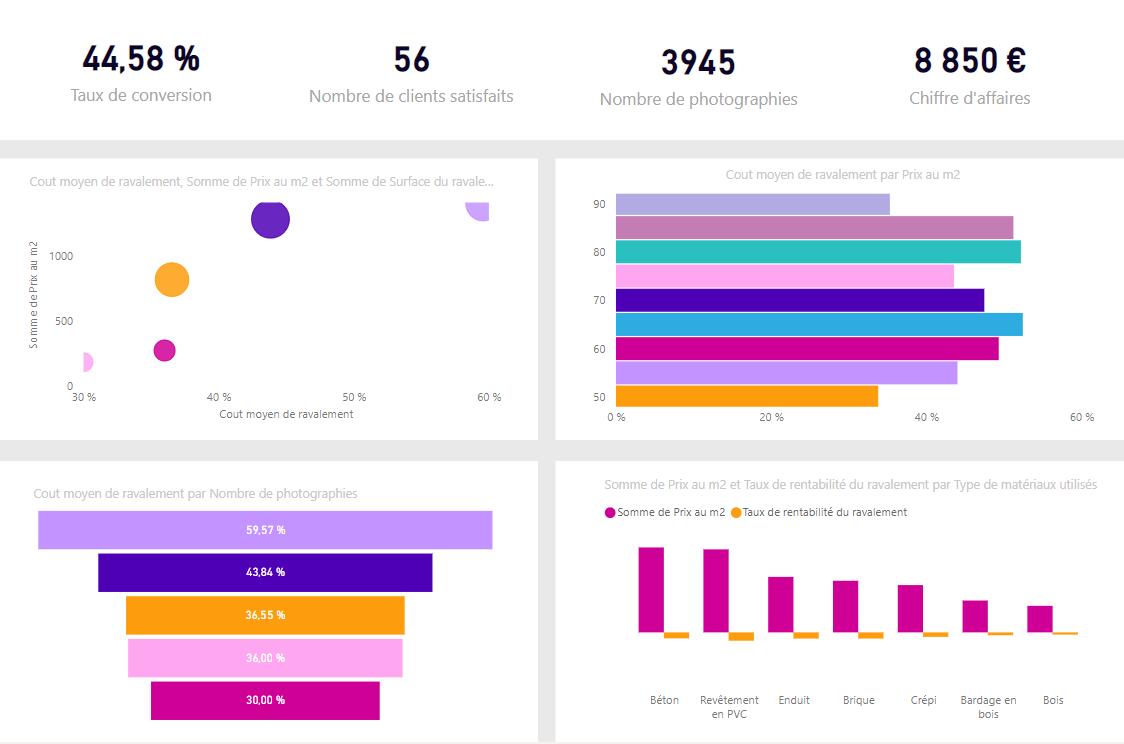 44,58 %
Taux de conversion
56
Nombre de clients satisfaits
3945
Nombre de photographies
8 850 €
Chiffre d'affaires
Cout moyen de ravalement, Somme de Prix au m2 et Somme de Surface du ravale...
Somme de Prix au m2
1000
500
0
30 %
40 %
50 %
60 %
Cout moyen de ravalement
Cout moyen de ravalement par Prix au m2
90
80
70
60
50
0 %
20 %
40 %
60 %
Cout moyen de ravalement par Nombre de photographies
59,57 %
43,84 %
36,55 %
36,00 %
30,00 %
Somme de Prix au m2 et Taux de rentabilité du ravalement par Type de matériaux utilisés
Somme de Prix au m2
Taux de rentabilité du ravalement
Béton
Revêtement
en PVC
Enduit
Brique
Crépi
Bardage en
bois
Bois